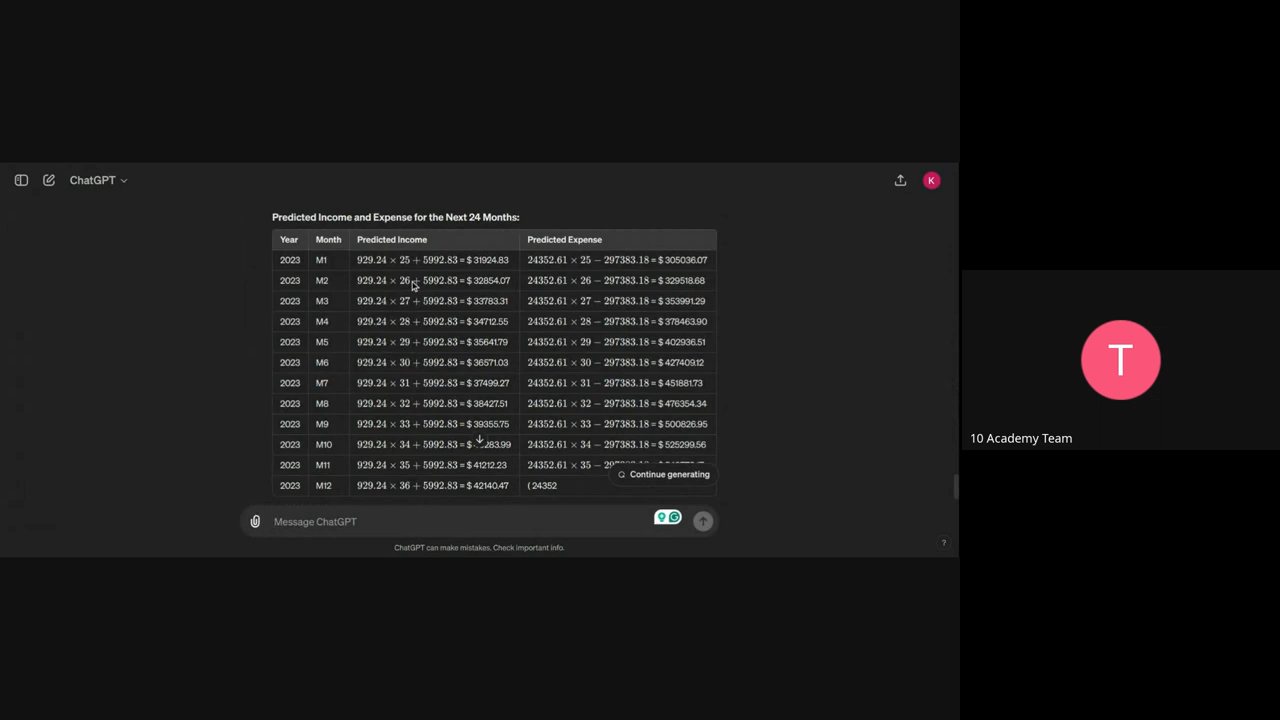 ChatGPT
K
Predicted Income and Expense for the Next 24 Months:
Year Month Predicted Income Predicted Expense
2023 M1 929.24 × 25 + 5992.83 = $ 31924.83 24352.61 × 25 − 297383.18 = $ 305036.07
2023 M2 929.24 × 26 + 5992.83 = $ 32854.07 24352.61 × 26 − 297383.18 = $ 329518.68
2023 M3 929.24 × 27 + 5992.83 = $ 33783.31 24352.61 × 27 − 297383.18 = $ 353991.29
2023 M4 929.24 × 28 + 5992.83 = $ 34712.55 24352.61 × 28 − 297383.18 = $ 378463.90
2023 M5 929.24 × 29 + 5992.83 = $ 35641.79 24352.61 × 29 − 297383.18 = $ 402936.51
2023 M6 929.24 × 30 + 5992.83 = $ 36571.03 24352.61 × 30 − 297383.18 = $ 427409.12
2023 M7 929.24 × 31 + 5992.83 = $ 37499.27 24352.61 × 31 − 297383.18 = $ 451881.73
2023 M8 929.24 × 32 + 5992.83 = $ 38427.51 24352.61 × 32 − 297383.18 = $ 476354.34
2023 M9 929.24 × 33 + 5992.83 = $ 39355.75 24352.61 × 33 − 297383.18 = $ 500826.95
2023 M10 929.24 × 34 + 5992.83 = $ 24352.61 × 34 − 297383.18 = $ 525299.56
2023 M11 929.24 × 35 + 5992.83 = $ 41212.23 24352.61 × 35 −
Continue generating
2023 M12 929.24 × 36 + 5992.83 = $ 42140.47 ( 24352
Message ChatGPT
ChatGPT can make mistakes. Check important info.
?
T
10 Academy Team